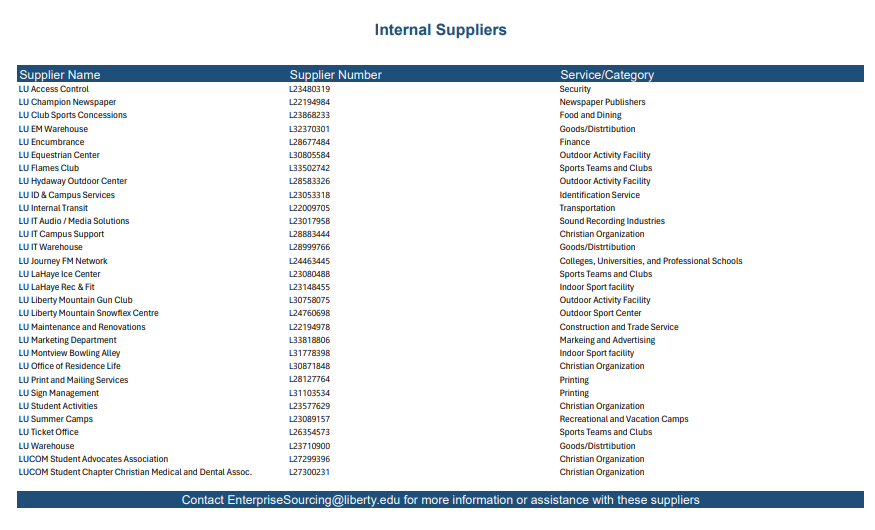 Internal Suppliers
Supplier Name Supplier Number Service/Category
LU Access Control L23480319 Security
LU Champion Newspaper L22194984 Newspaper Publishers
LU Club Sports Concessions L23868233 Food and Dining
LU EM Warehouse L32370301 Goods/Distrtibution
LU Encumbrance L28677484 Finance
LU Equestrian Center L30805584 Outdoor Activity Facility
LU Flames Club L33502742 Sports Teams and Clubs
LU Hydaway Outdoor Center L28583326 Outdoor Activity Facility
LU ID & Campus Services L23053318 Identification Service
LU Internal Transit L22009705 Transportation
LU IT Audio / Media Solutions L23017958 Sound Recording Industries
LU IT Campus Support L28883444 Christian Organization
LU IT Warehouse L28999766 Goods/Distrtibution
LU Journey FM Network L24463445 Colleges, Universities, and Professional Schools
LU LaHaye Ice Center L23080488 Sports Teams and Clubs
LU LaHaye Rec & Fit L23148455 Indoor Sport facility
LU Liberty Mountain Gun Club L30758075 Outdoor Activity Facility
LU Liberty Mountain Snowflex Centre L24760698 Outdoor Sport Center
LU Maintenance and Renovations L22194978 Construction and Trade Service
LU Marketing Department L33818806 Markeing and Advertising
LU Montview Bowling Alley L31778398 Indoor Sport facility
LU Office of Residence Life L30871848 Christian Organization
LU Print and Mailing Services L28127764 Printing
LU Sign Management L31103534 Printing
LU Student Activities L23577629 Christian Organization
LU Summer Camps L23089157 Recreational and Vacation Camps
LU Ticket Office L26354573 Sports Teams and Clubs
LU Warehouse L23710900 Goods/Distrtibution
LUCOM Student Advocates Association L27299396 Christian Organization
LUCOM Student Chapter Christian Medical and Dental Assoc. L27300231 Christian Organization
Contact EnterpriseSourcing@liberty.edu for more information or assistance with these suppliers